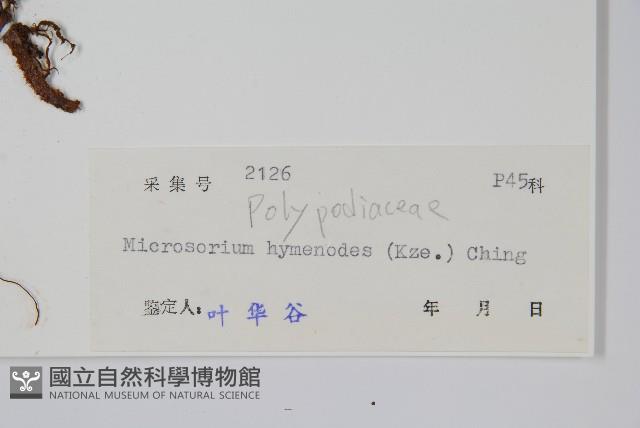 采集号 2126 P45科
Polypodiaceae
Microsorium hymenodes (Kze.) Ching
鉴定人: 叶华谷 年 月 日
國立自然科學博物館
NATIONAL MUSEUM OF NATURAL SCIENCE